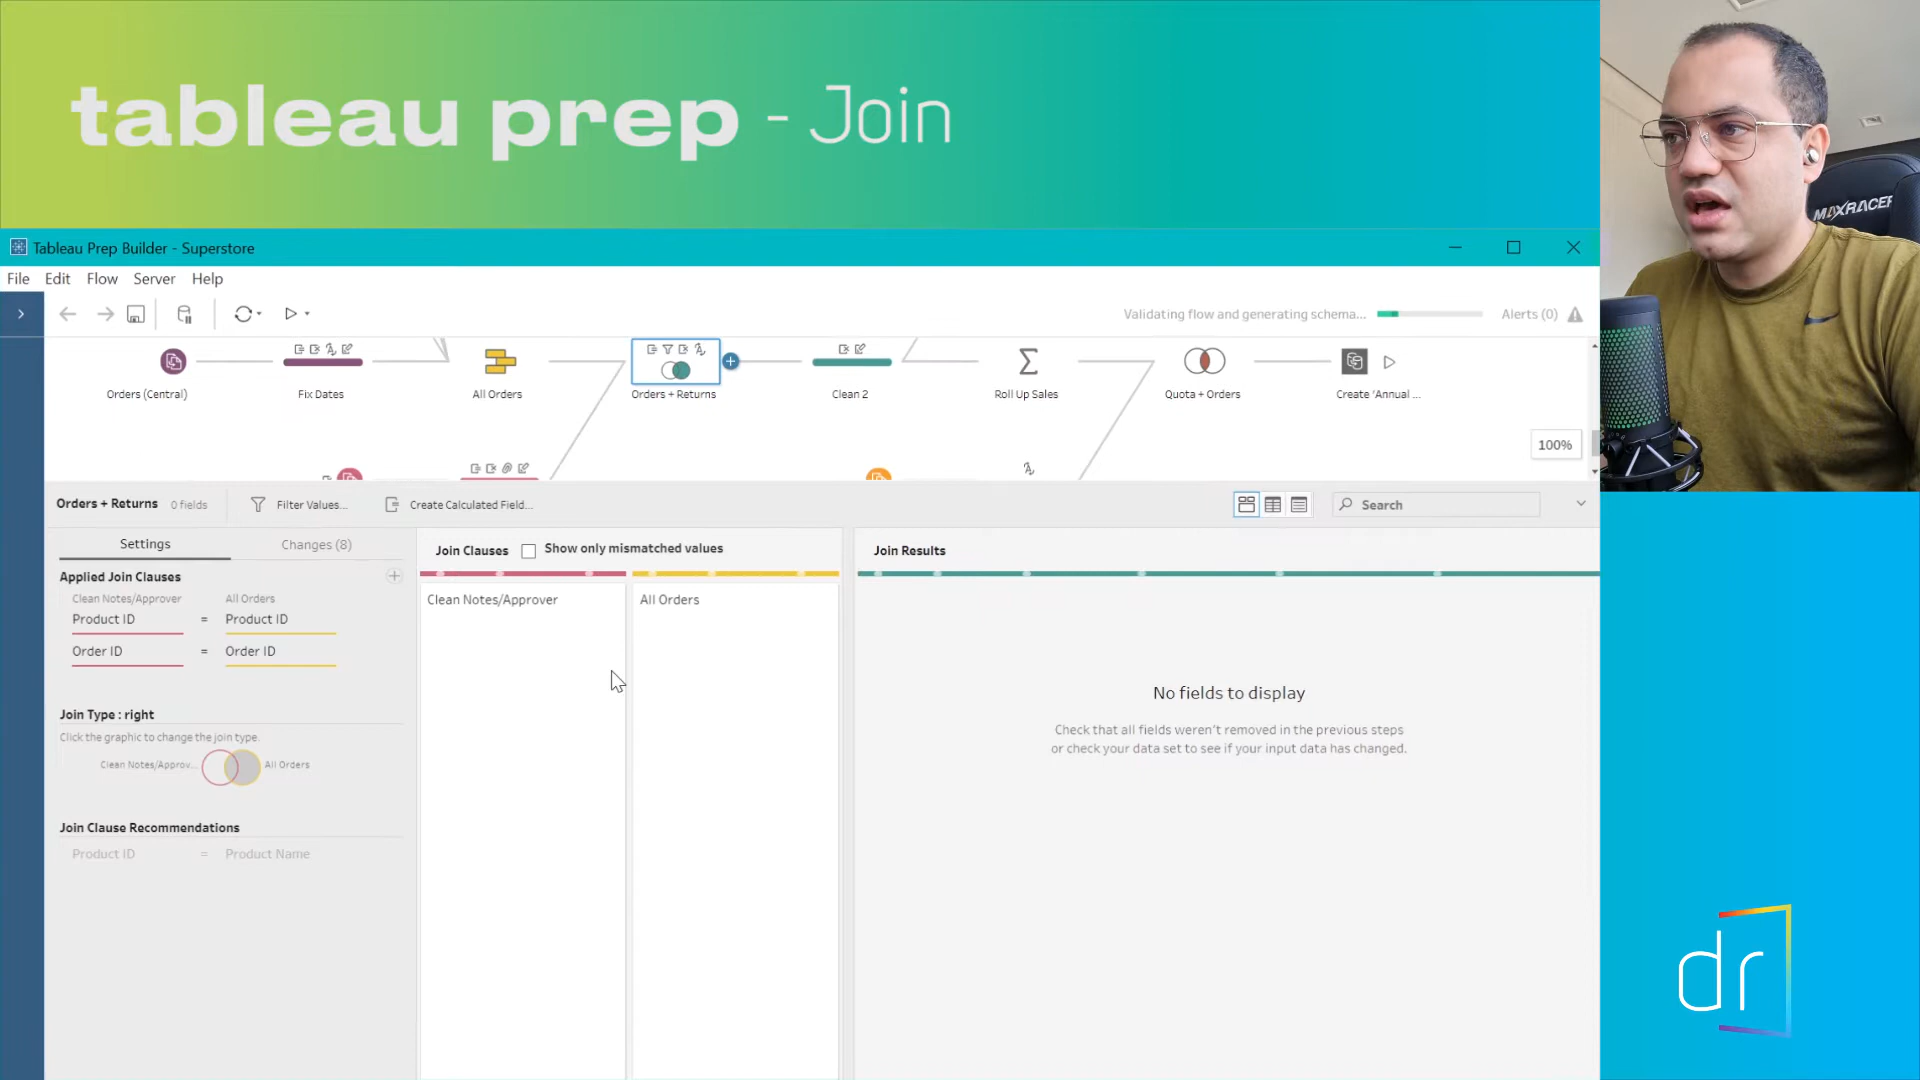 tableau prep - Join
Tableau Prep Builder - Superstore
File Edit Flow Server Help
Validating flow and generating schema... Alerts (0)
Orders (Central) Fix Dates All Orders Orders + Returns Clean 2 Roll Up Sales Quota + Orders Create 'Annual ...
100%
Orders + Returns 0 fields Filter Values... Create Calculated Field... Search
Settings Changes (8)
Applied Join Clauses
Clean Notes/Approver All Orders
Product ID = Product ID
Order ID = Order ID
Join Type : right
Click the graphic to change the join type.
Clean Notes/Approv... All Orders
Join Clause Recommendations
Product ID = Product Name
Join Clauses Show only mismatched values
Clean Notes/Approver All Orders
Join Results
No fields to display
Check that all fields weren't removed in the previous steps
or check your data set to see if your input data has changed.
MAXRACER
dr